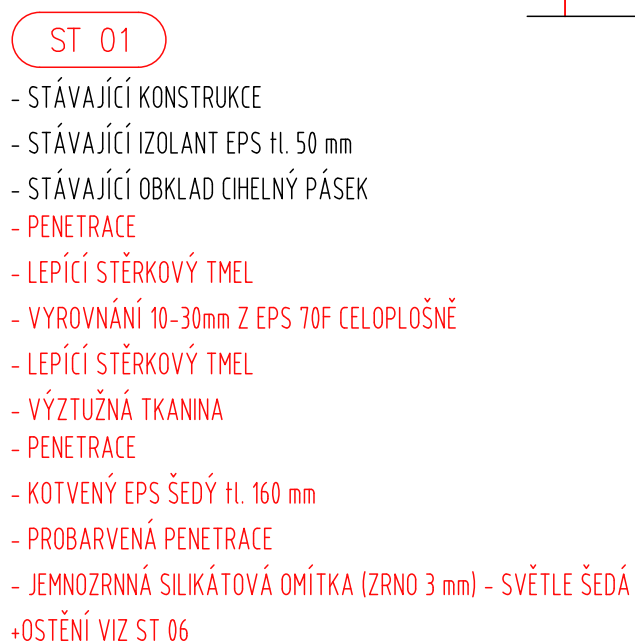 ST 01
- STÁVAJÍCÍ KONSTRUKCE
- STÁVAJÍCÍ IZOLANT EPS tl. 50 mm
- STÁVAJÍCÍ OBKLAD CIHELNÝ PÁSEK
- PENETRACE
- LEPÍCÍ STĚRKOVÝ TMEL
- VYROVNÁNÍ 10-30mm Z EPS 70F CELOPLOŠNĚ
- LEPÍCÍ STĚRKOVÝ TMEL
- VÝZTUŽNÁ TKANINA
- PENETRACE
- KOTVENÝ EPS ŠEDÝ tl. 160 mm
- PROBARVENÁ PENETRACE
- JEMNOZRNNÁ SILIKÁTOVÁ OMÍTKA (ZRNO 3 mm) - SVĚTLE ŠEDÁ
+OSTĚNÍ VIZ ST 06